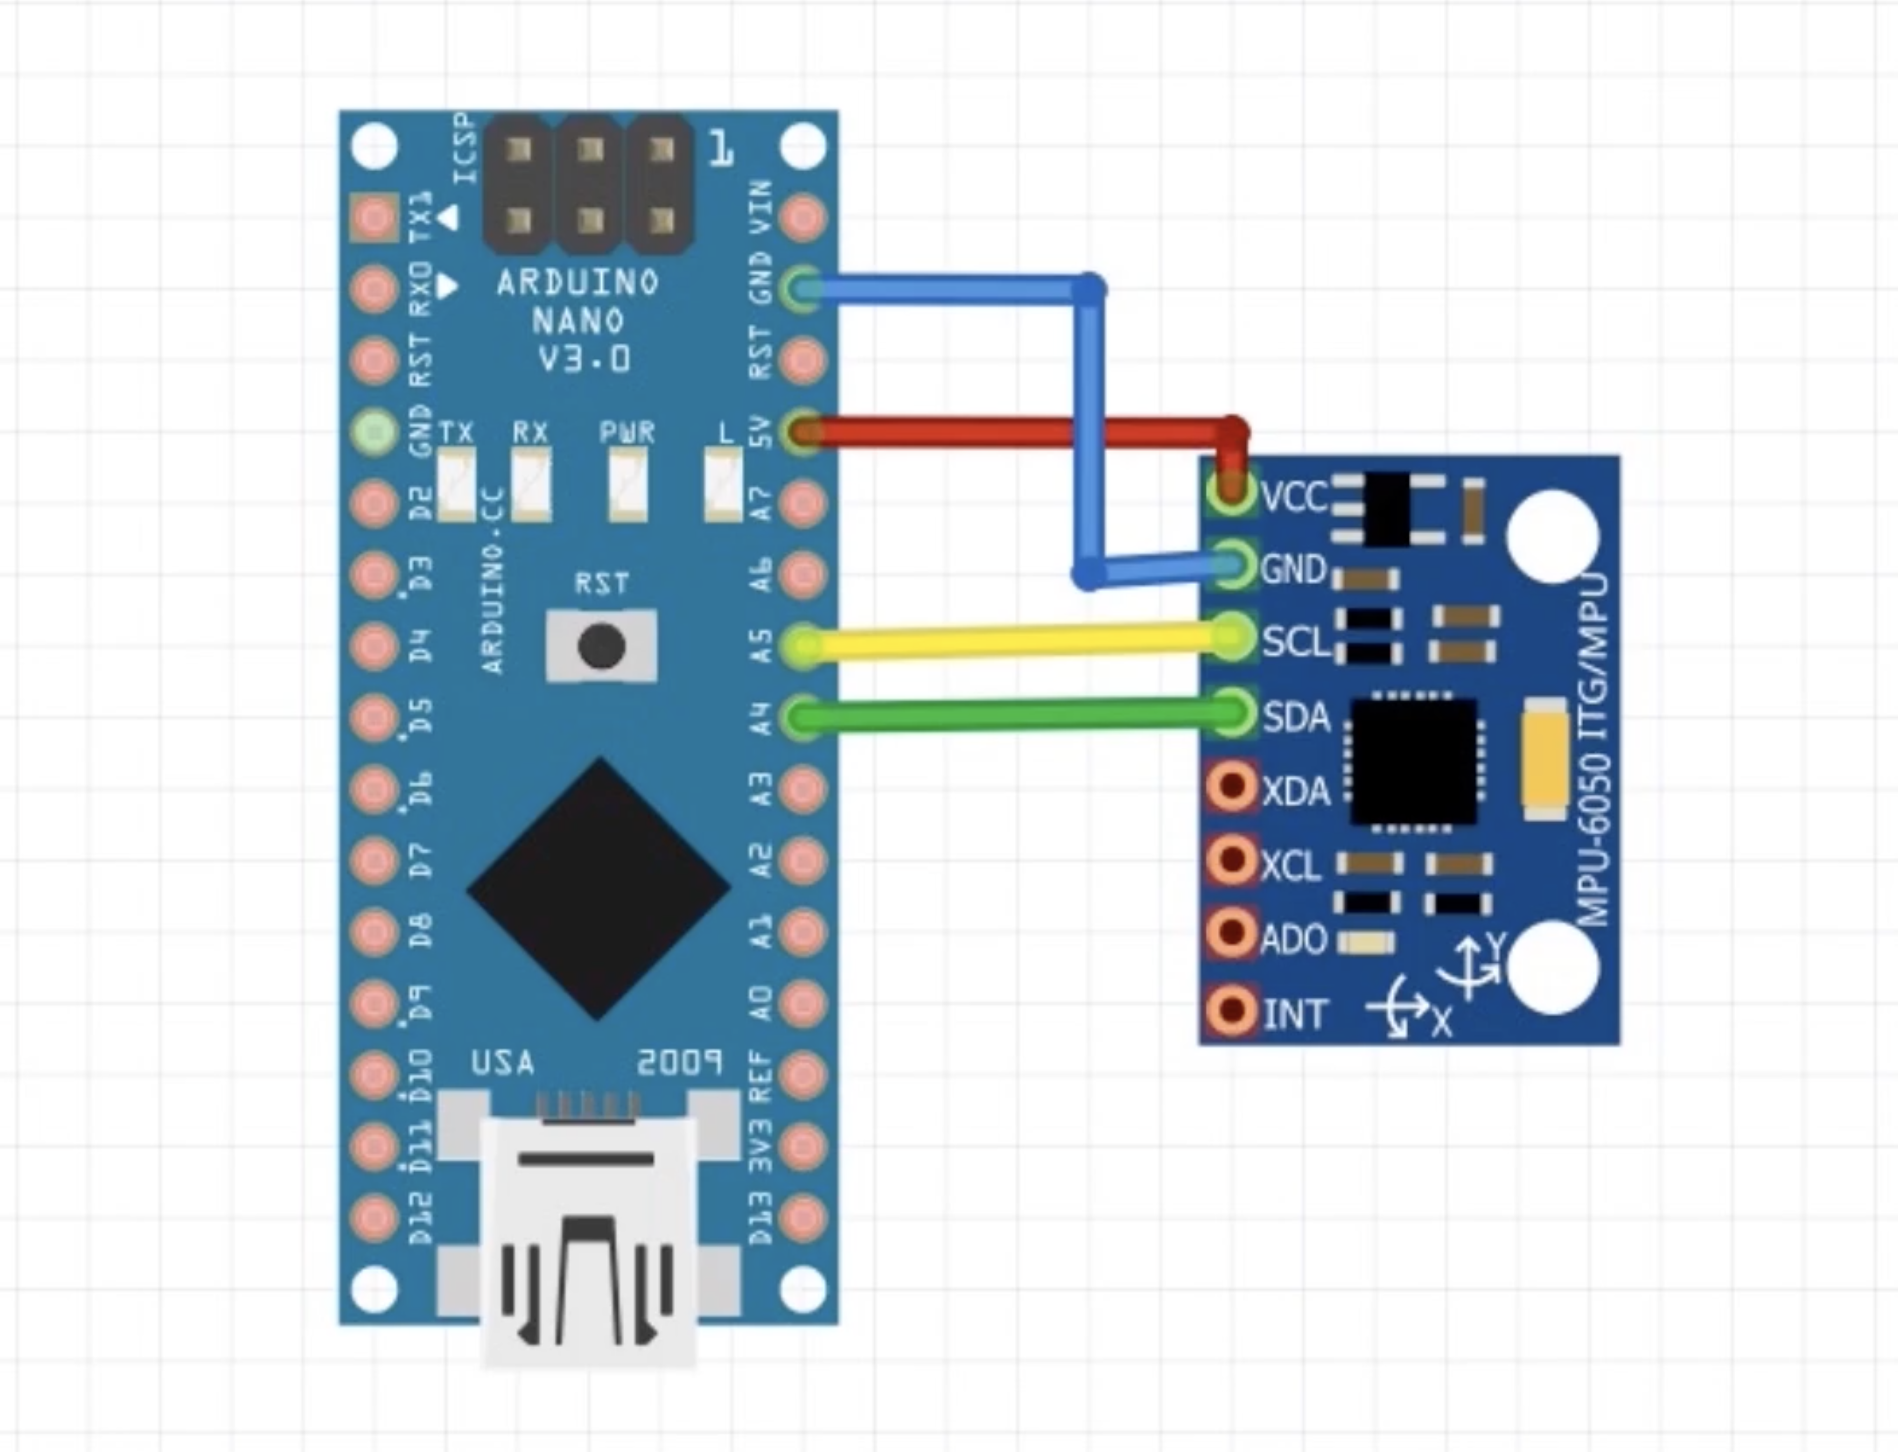 ICSP
1
TX1
RX0
RST
GND
D2
D3
D4
D5
D6
D7
D8
D9
D10
D11
D12
ARDUINO
NANO
V3.0
TX
RX
PWR
L
ARDUINO.CC
RST
USA
2009
VIN
GND
RST
5V
A7
A6
A5
A4
A3
A2
A1
A0
REF
3V3
D13
VCC
GND
SCL
SDA
XDA
XCL
ADO
INT
MPU-6050 ITG/MPU
Y
X